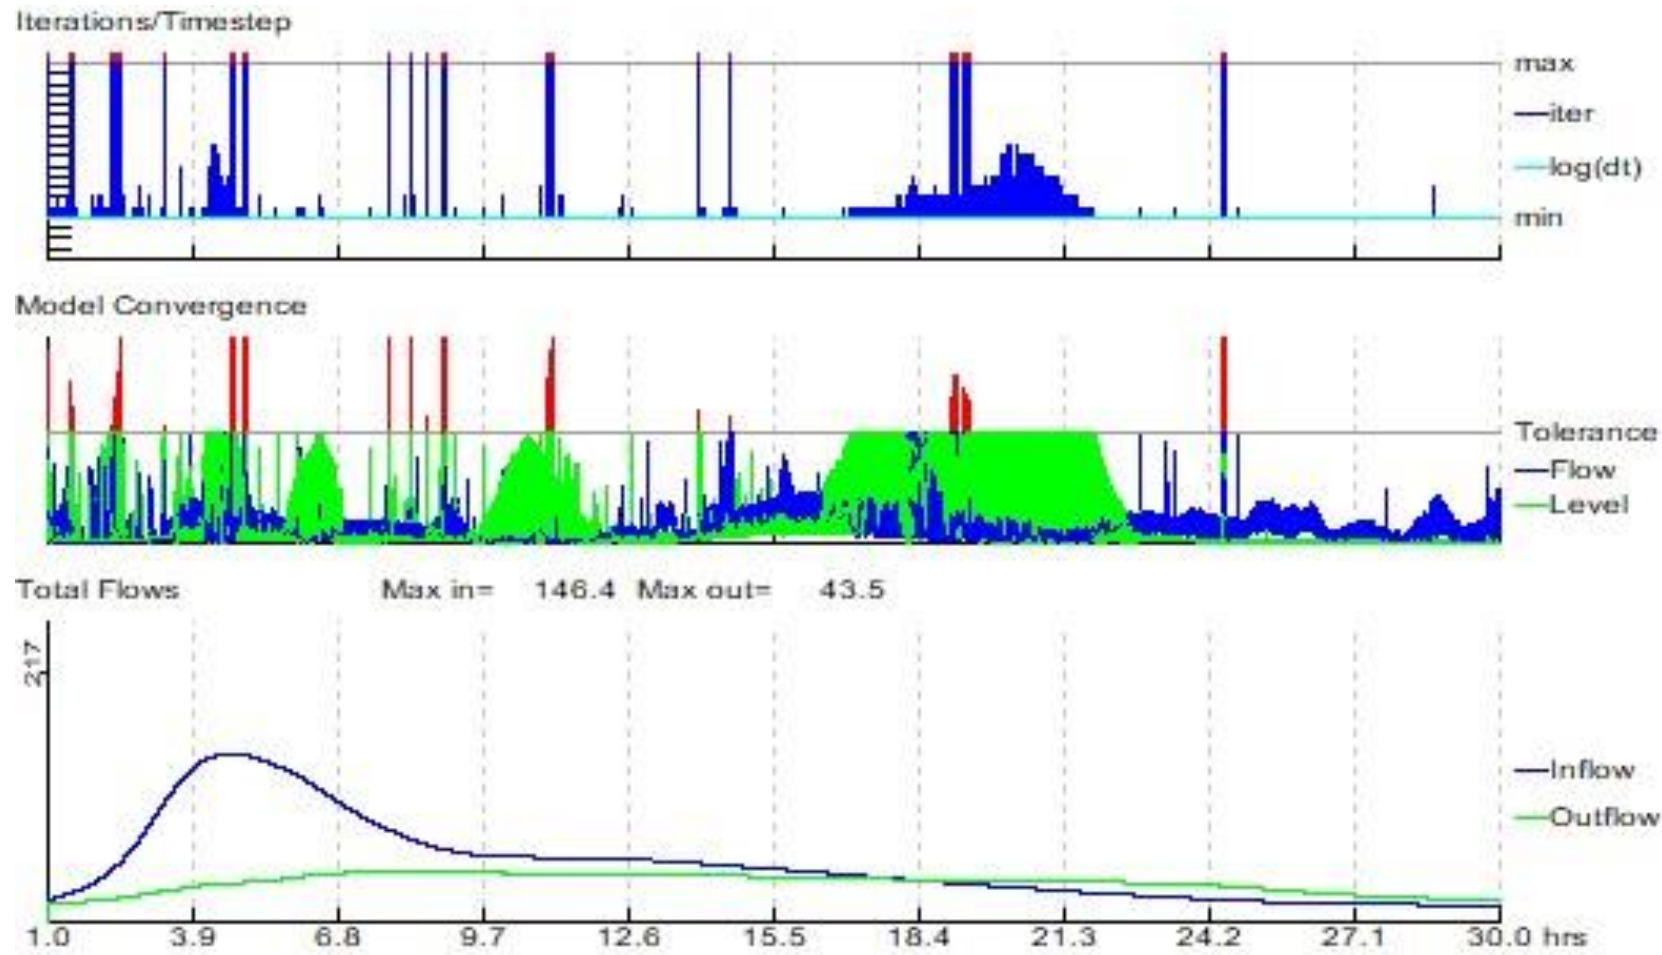 Iterations/Timestep
max
iter
log(dt)
min
Model Convergence
Tolerance
Flow
Level
Total Flows Max in= 146.4 Max out= 43.5
217
Inflow
Outflow
1.0 3.9 6.8 9.7 12.6 15.5 18.4 21.3 24.2 27.1 30.0 hrs